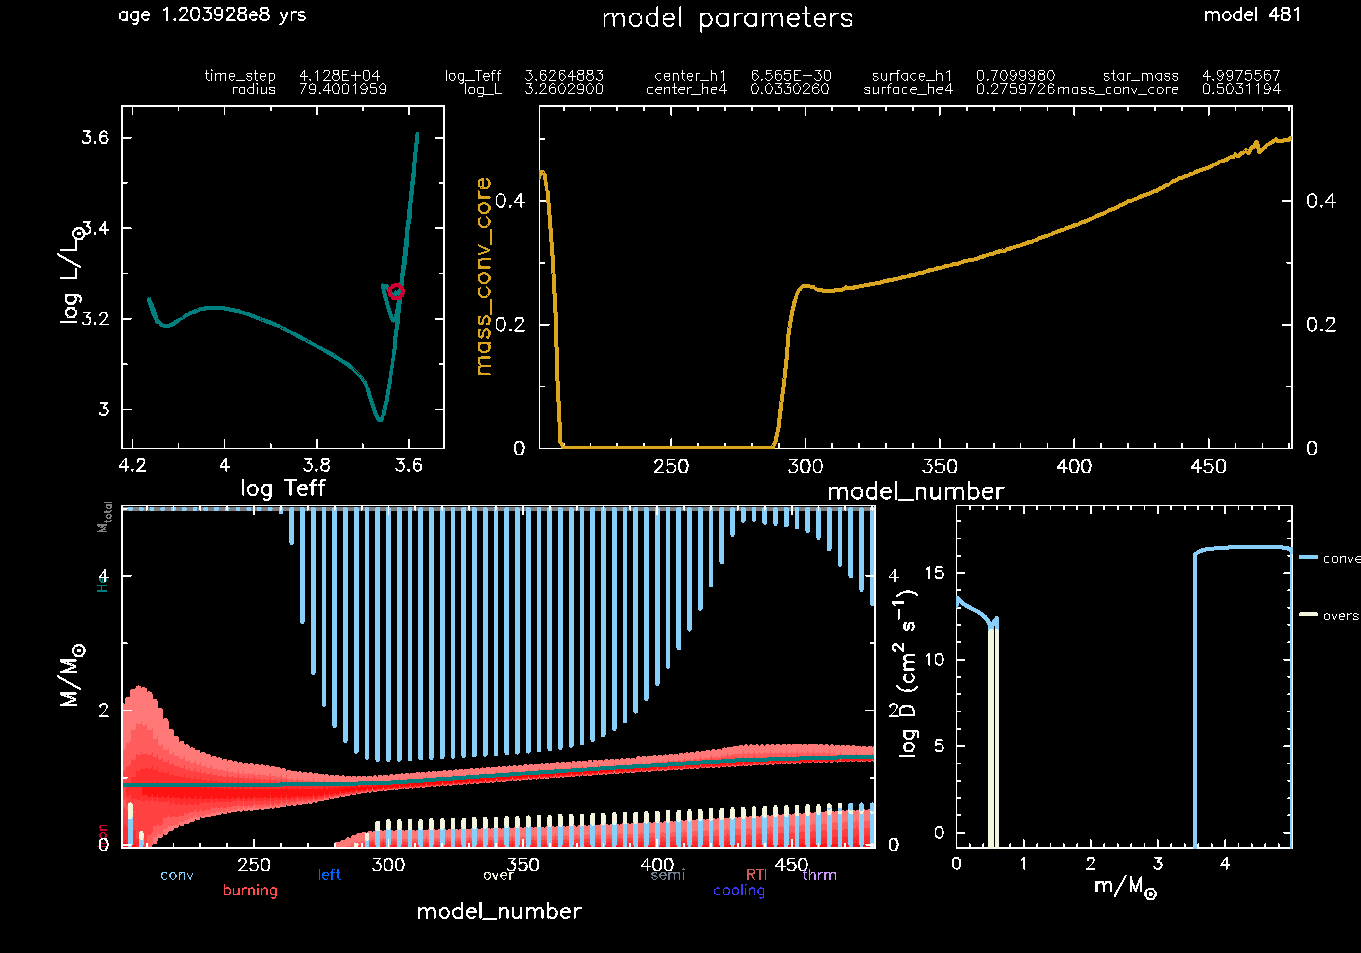 age 1.203928e8 yrs model parameters model 481
time_step 4.128E+04 log_Teff 3.6264883 center_h1 6.565E-30 surface_h1 0.7099980 star_mass 4.9975567
radius 79.4001959 log_L 3.2602900 center_he4 0.0330260 surface_he4 0.2759726 mass_conv_core 0.5031194
3.6
3.4
3.2
3
log L/L⊙
4.2 4 3.8 3.6
log Teff
mass_conv_core
0.4 0.4
0.2 0.2
0 0
250 300 350 400 450
model_number
Mtotal
He
4 4
2 2
0 0
M/M⊙
250 300 350 400 450
conv left over semi RTI thrm
burning cooling
model_number
log D (cm² s⁻¹)
15
10
5
0
0 1 2 3 4
m/M⊙
conve
overs